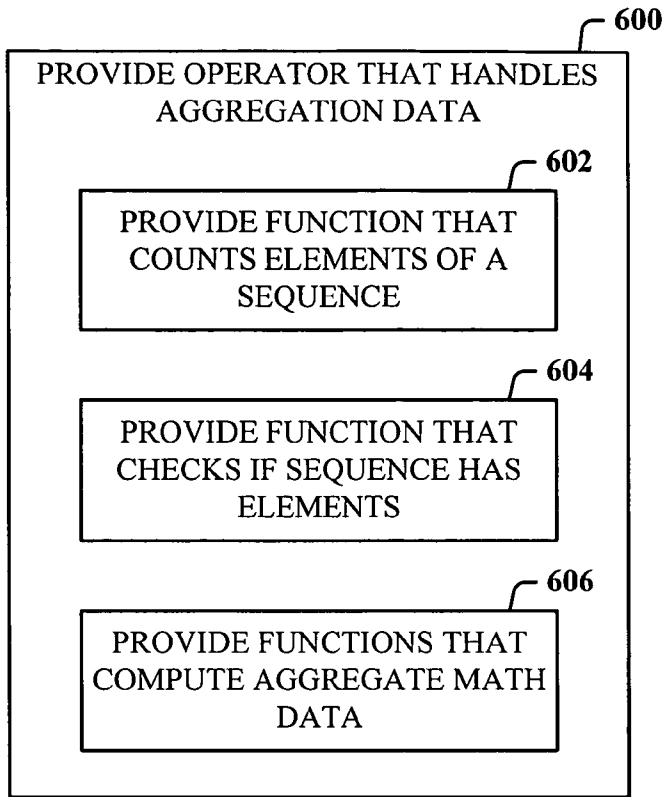 600
PROVIDE OPERATOR THAT HANDLES
AGGREGATION DATA
602
PROVIDE FUNCTION THAT
COUNTS ELEMENTS OF A
SEQUENCE
604
PROVIDE FUNCTION THAT
CHECKS IF SEQUENCE HAS
ELEMENTS
606
PROVIDE FUNCTIONS THAT
COMPUTE AGGREGATE MATH
DATA